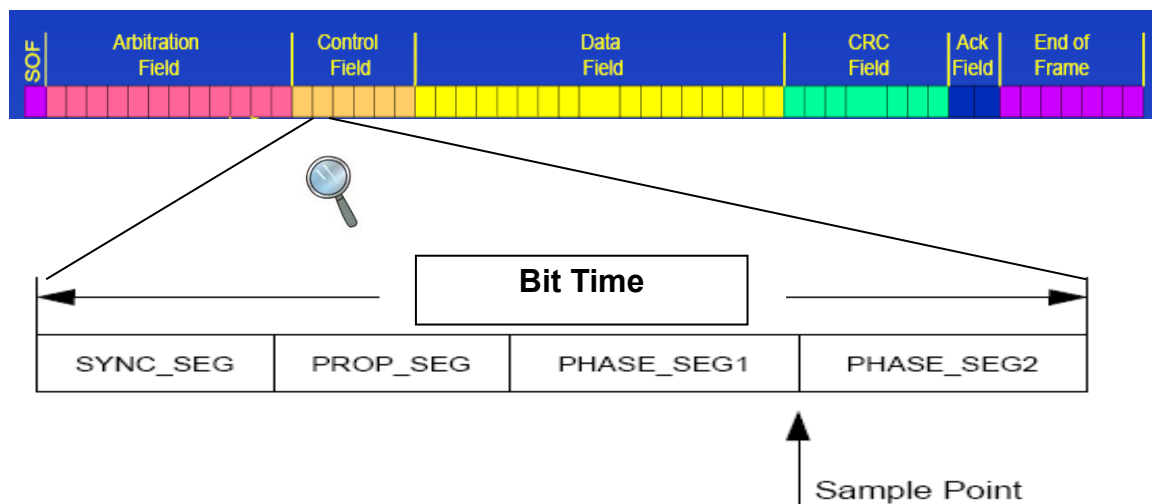 SOF
Arbitration
Field
Control
Field
Data
Field
CRC
Field
Ack
Field
End of
Frame
Bit Time
SYNC_SEG
PROP_SEG
PHASE_SEG1
PHASE_SEG2
Sample Point